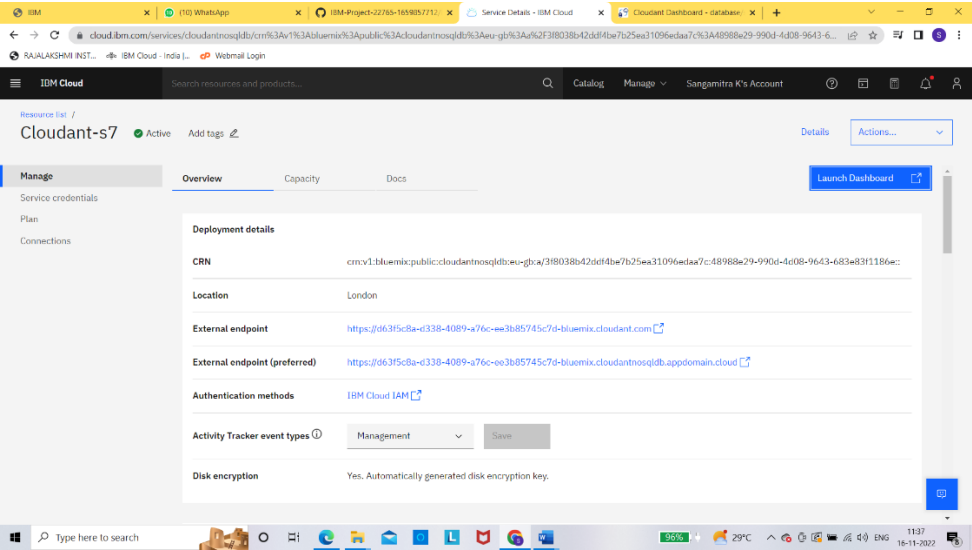 IBM
(10) WhatsApp
IBM-Project-22765-1659857712/
Service Details - IBM Cloud
Cloudant Dashboard - database/
cloud.ibm.com/services/cloudantnosqldb/crn%3Av1%3Abluemix%3Apublic%3Acloudantnosqldb%3Aeu-gb%3Aa%2F3f8038b42ddf4be7b25ea31096edaa7c%3A48988e29-990d-4d08-9643-6...
S
RAJALAKSHMI INST...
IBM Cloud - India |...
Webmail Login
IBM Cloud
Search resources and products...
Catalog
Manage
Sangamitra K's Account
Resource list /
Cloudant-s7
Active
Add tags
Details
Actions...
Manage
Service credentials
Plan
Connections
Overview
Capacity
Docs
Launch Dashboard
Deployment details
CRN crn:v1:bluemix:public:cloudantnosqldb:eu-gb:a/3f8038b42ddf4be7b25ea31096edaa7c:48988e29-990d-4d08-9643-683e83f1186e::
Location London
External endpoint https://d63f5c8a-d338-4089-a76c-ee3b85745c7d-bluemix.cloudant.com
External endpoint (preferred) https://d63f5c8a-d338-4089-a76c-ee3b85745c7d-bluemix.cloudantnosqldb.appdomain.cloud
Authentication methods IBM Cloud IAM
Activity Tracker event types Management Save
Disk encryption Yes. Automatically generated disk encryption key.
Type here to search
96%
29°C
ENG
11:37
16-11-2022